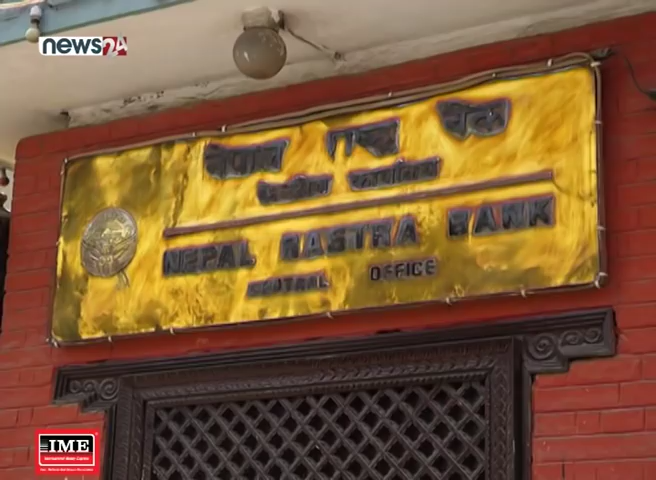 news24
नेपाल राष्ट्र बैंक
केन्द्रीय कार्यालय
NEPAL RASTRA BANK
CENTRAL OFFICE
IME